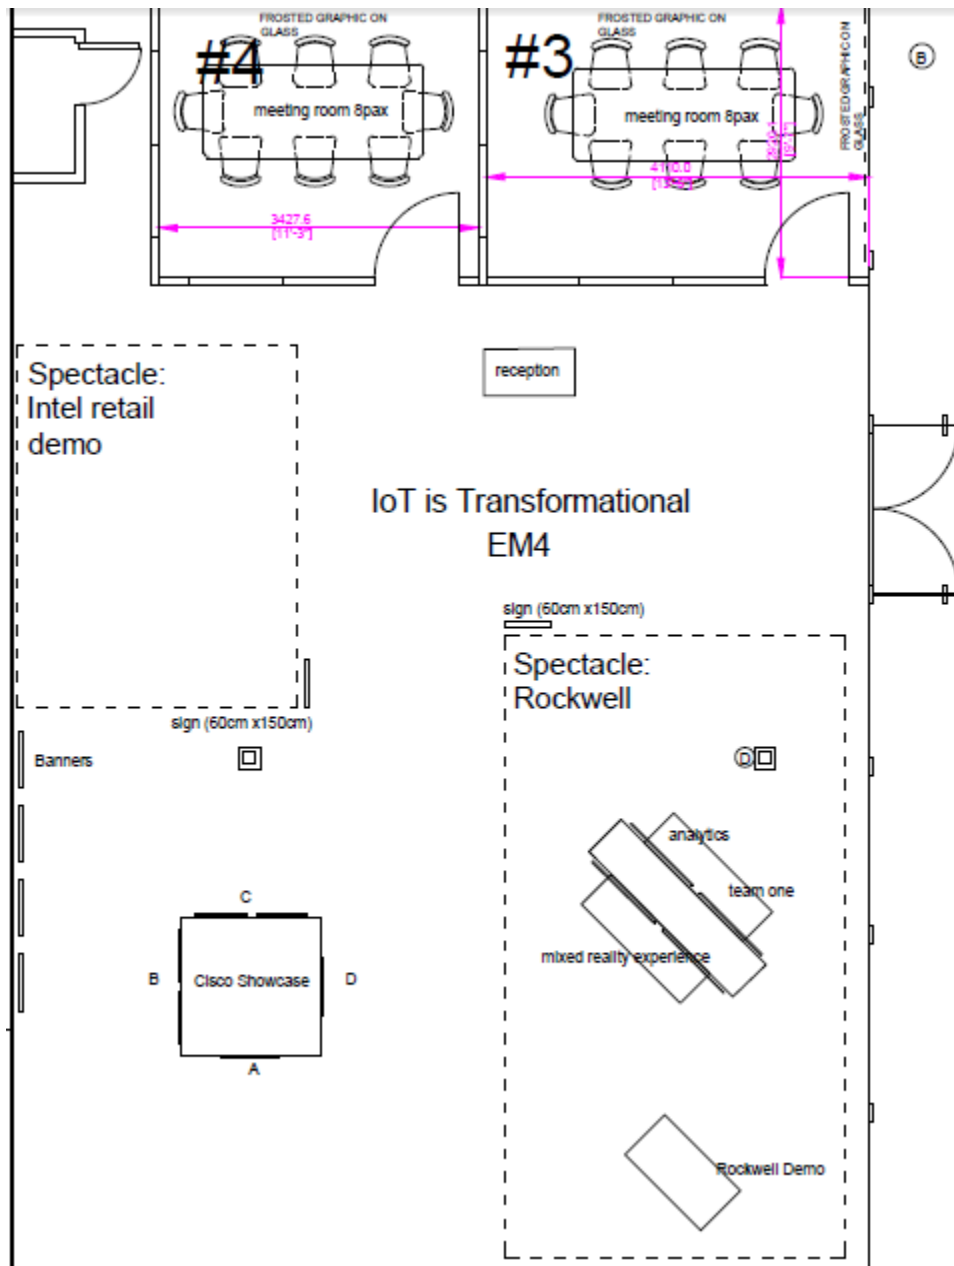 FROSTED GRAPHIC ON
GLASS
#4
meeting room 8pax
3427.6
[11'-3"]
FROSTED GRAPHIC ON
GLASS
#3
meeting room 8pax
4110.0
FROSTED GRAPHIC ON
GLASS
B
reception
Spectacle:
Intel retail
demo
IoT is Transformational
EM4
sign (60cm x150cm)
Spectacle:
Rockwell
sign (60cm x150cm)
Banners
D
analytics
team one
mixed reality experience
C
B
Cisco Showcase
D
A
Rockwell Demo